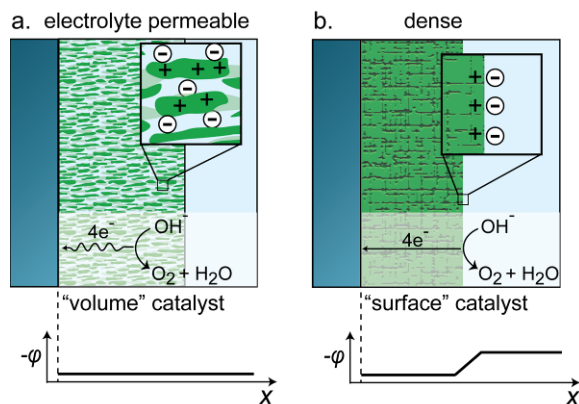 a. electrolyte permeable
− −
+ + +
−
−
+ +
− −
4e⁻ OH⁻
O₂ + H₂O
"volume" catalyst
-φ
x
b. dense
+ −
+ −
+ −
4e⁻ OH⁻
O₂ + H₂O
"surface" catalyst
-φ
x